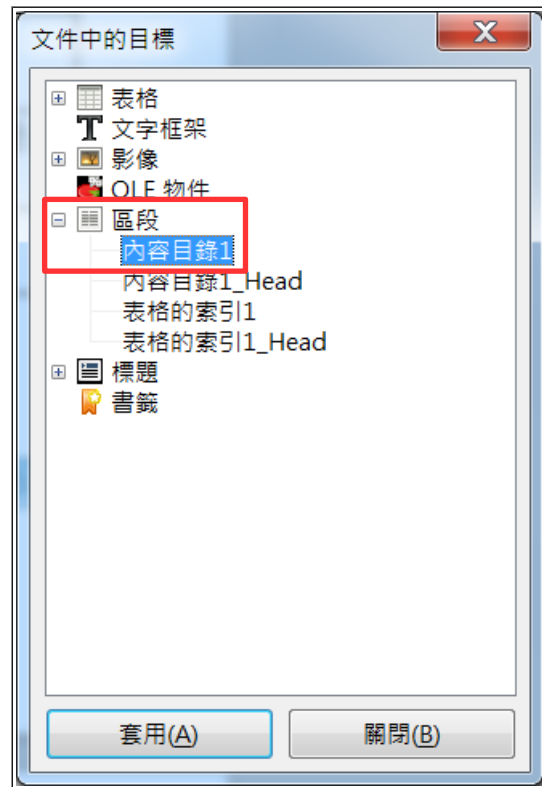 文件中的目標
表格
文字框架
影像
OLE 物件
區段
內容目錄1
內容目錄1_Head
表格的索引1
表格的索引1_Head
標題
書籤
套用(A)
關閉(B)